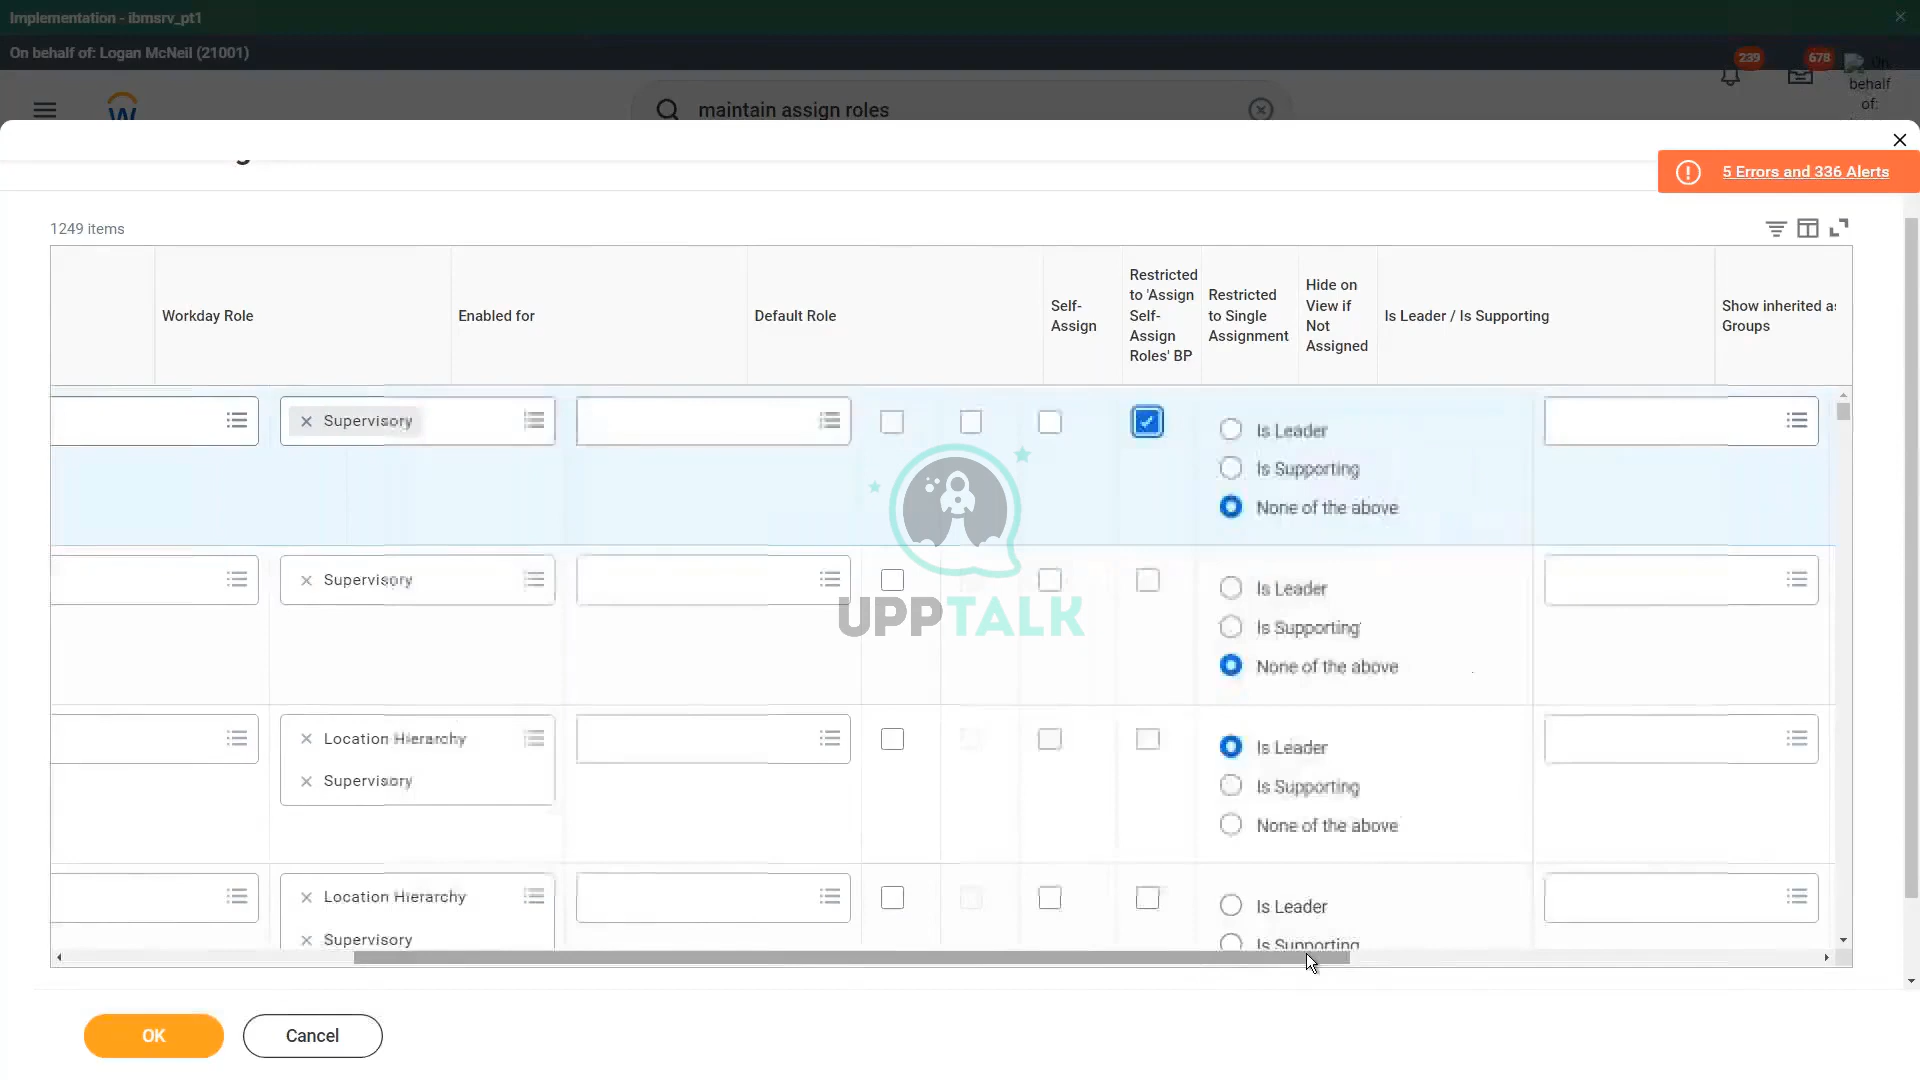 Implementation - ibmsrv_pt1
On behalf of: Logan McNeil (21001)
239
678
On
behalf
of:
W
maintain assign roles
5 Errors and 336 Alerts
1249 items
Workday Role
Enabled for
Default Role
Self-
Assign
Restricted
to 'Assign
Self-
Assign
Roles' BP
Restricted
to Single
Assignment
Hide on
View if
Not
Assigned
Is Leader / Is Supporting
Show inherited as
Groups
Supervisory
Is Leader
Is Supporting
None of the above
Supervisory
Is Leader
Is Supporting
None of the above
UPPTALK
Location Hierarchy
Supervisory
Is Leader
Is Supporting
None of the above
Location Hierarchy
Supervisory
Is Leader
Is Supporting
OK
Cancel